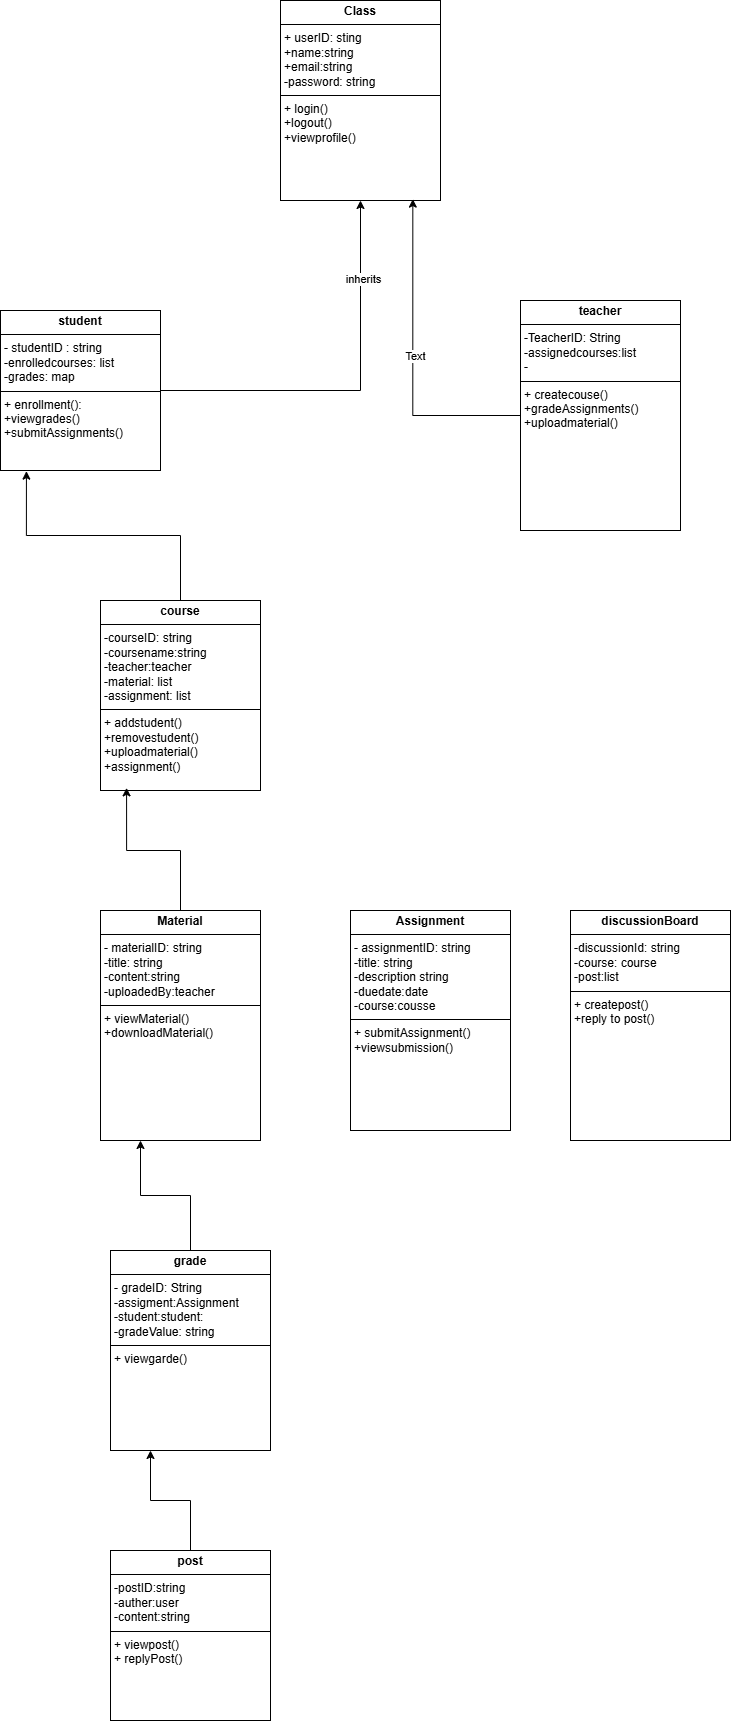 Class
+ userID: sting
+name:string
+email:string
-password: string
+ login()
+logout()
+viewprofile()
inherits
Text
student
- studentID : string
-enrolledcourses: list
-grades: map
+ enrollment():
+viewgrades()
+submitAssignments()
teacher
-TeacherID: String
-assignedcourses:list
-
+ createcouse()
+gradeAssignments()
+uploadmaterial()
course
-courseID: string
-coursename:string
-teacher:teacher
-material: list
-assignment: list
+ addstudent()
+removestudent()
+uploadmaterial()
+assignment()
Material
- materialID: string
-title: string
-content:string
-uploadedBy:teacher
+ viewMaterial()
+downloadMaterial()
Assignment
- assignmentID: string
-title: string
-description string
-duedate:date
-course:cousse
+ submitAssignment()
+viewsubmission()
discussionBoard
-discussionId: string
-course: course
-post:list
+ createpost()
+reply to post()
grade
- gradeID: String
-assigment:Assignment
-student:student:
-gradeValue: string
+ viewgarde()
post
-postID:string
-auther:user
-content:string
+ viewpost()
+ replyPost()